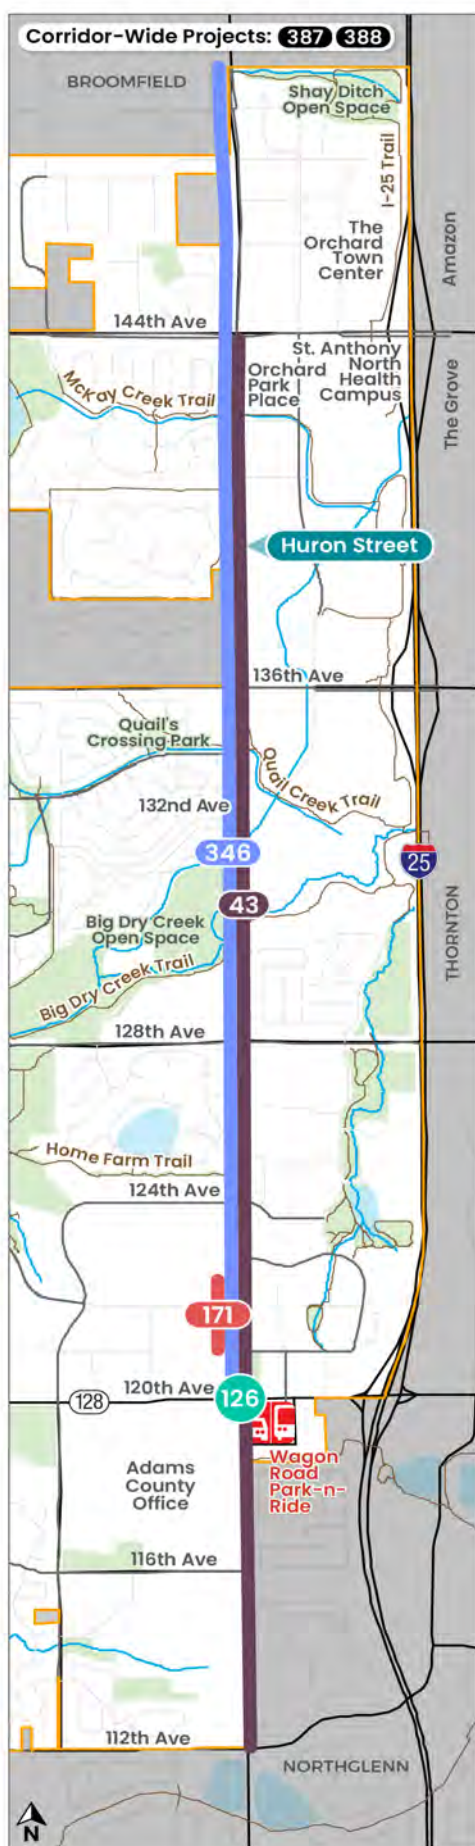 Corridor-Wide Projects: 387 388
BROOMFIELD
Shay Ditch
Open Space
I-25 Trail
The
Orchard
Town
Center
Amazon
144th Ave
St. Anthony
North
Health
Campus
Orchard
Park
Place
McKay Creek Trail
The Grove
Huron Street
136th Ave
Quail's
Crossing Park
Quail Creek Trail
132nd Ave
346
25
43
Big Dry Creek
Open Space
THORNTON
Big Dry Creek Trail
128th Ave
Home Farm Trail
124th Ave
171
120th Ave
126
128
Wagon
Road
Park-n-
Ride
Adams
County
Office
116th Ave
112th Ave
NORTHGLENN
N